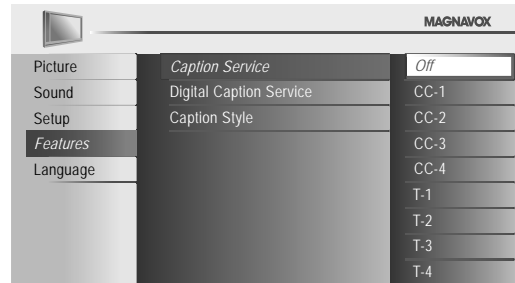 MAGNAVOX
Picture
Sound
Setup
Features
Language
Caption Service
Digital Caption Service
Caption Style
Off
CC-1
CC-2
CC-3
CC-4
T-1
T-2
T-3
T-4